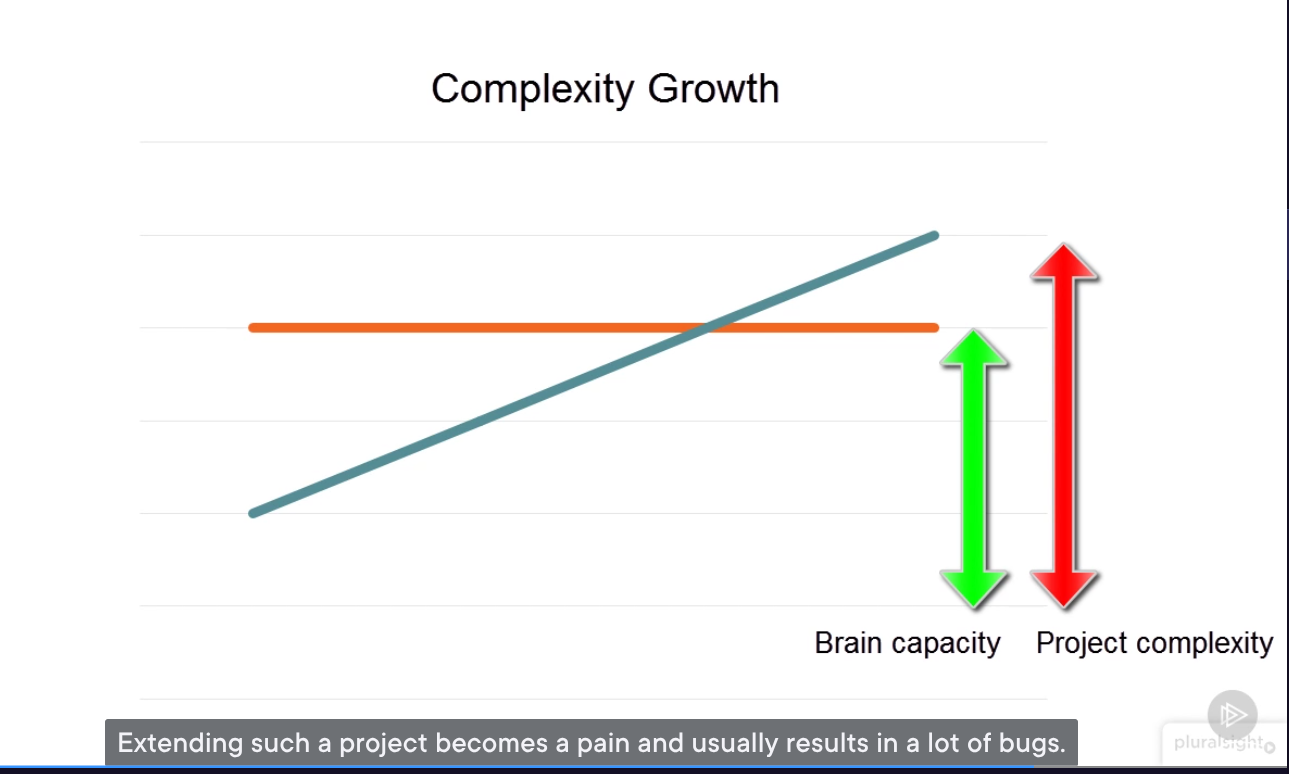 Complexity Growth
Brain capacity
Project complexity
Extending such a project becomes a pain and usually results in a lot of bugs.
pluralsight